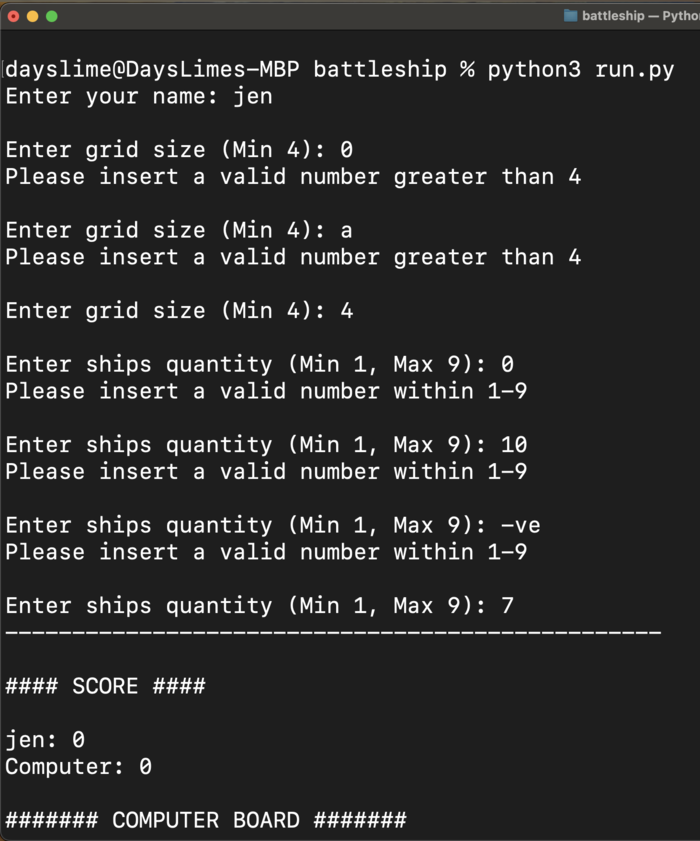 battleship — Pytho
dayslime@DaysLimes-MBP battleship % python3 run.py
Enter your name: jen
Enter grid size (Min 4): 0
Please insert a valid number greater than 4
Enter grid size (Min 4): a
Please insert a valid number greater than 4
Enter grid size (Min 4): 4
Enter ships quantity (Min 1, Max 9): 0
Please insert a valid number within 1-9
Enter ships quantity (Min 1, Max 9): 10
Please insert a valid number within 1-9
Enter ships quantity (Min 1, Max 9): -ve
Please insert a valid number within 1-9
Enter ships quantity (Min 1, Max 9): 7
-------------------------------------------------
#### SCORE ####
jen: 0
Computer: 0
####### COMPUTER BOARD #######